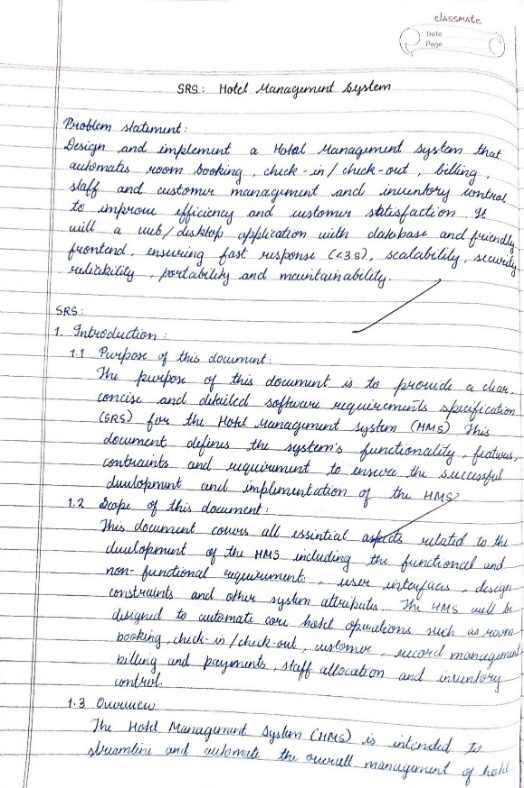 classmate
Date
Page
SRS: Hotel Management System
Problem statement:
Design and implement a Hotel Management system that
automates room booking, check-in/check-out, billing,
staff and customer management and inventory control
to improve efficiency and customer statisfaction. It
will a web/desktop application with database and friendly
frontend, ensuring fast response (<3s), scalability, security
reliability, portability and maintainability.
SRS:
1. Introduction:
1.1 Purpose of this document:
The purpose of this document is to provide a clear,
concise and detailed software requirements specification
(SRS) for the Hotel Management system (HMS) This
document defines the system's functionality, features,
contraints and requirement to ensure the successful
development and implementation of the HMS
1.2 Scope of this document:
This document covers all essential aspects related to the
development of the HMS including the functional and
non-functional requirements, user interfaces, design
constraints and other system attributes. The HMS will be
designed to automate core hotel operations such as room
booking, check-in/check-out, customer, record management
billing and payments, staff allocation and inventory
control.
1.3 Overview
The Hotel Management System (HMS) is intended to
streamline and automate the overall management of hotel